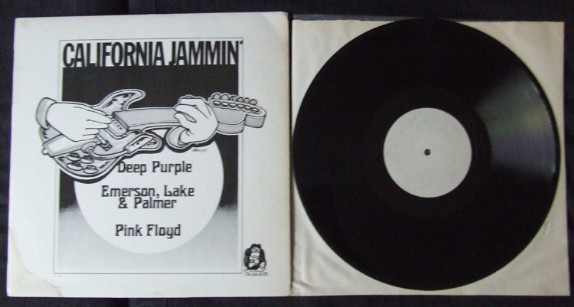 CALIFORNIA JAMMIN'
Deep Purple
Emerson, Lake
& Palmer
Pink Floyd